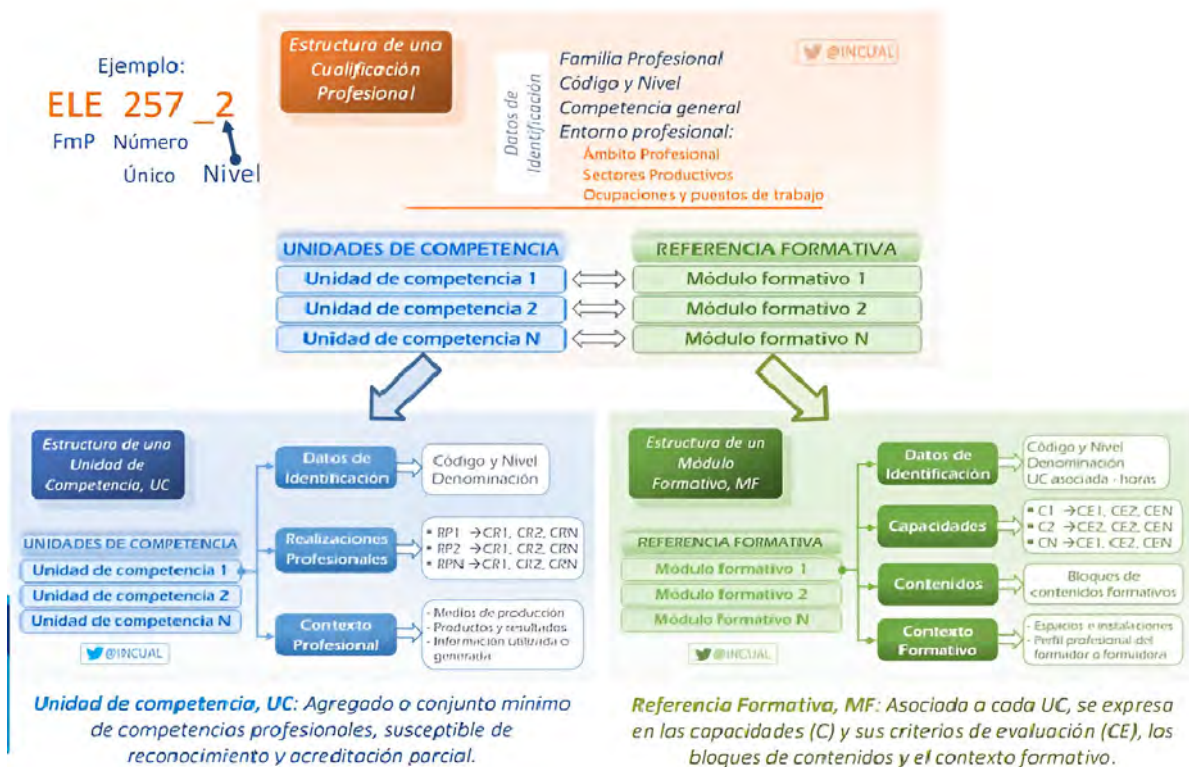 Ejemplo:
ELE 257 _2
FmP Número
Único Nivel
Estructura de una
Cualificación
Profesional
Datos de
Identificación
Familia Profesional
Código y Nivel
Competencia general
Entorno profesional:
Ámbito Profesional
Sectores Productivos
Ocupaciones y puestos de trabajo
@INCUAL
UNIDADES DE COMPETENCIA
Unidad de competencia 1
Unidad de competencia 2
Unidad de competencia N
REFERENCIA FORMATIVA
Módulo formativo 1
Módulo formativo 2
Módulo formativo N
Estructura de una
Unidad de
Competencia, UC
UNIDADES DE COMPETENCIA
Unidad de competencia 1
Unidad de competencia 2
Unidad de competencia N
@INCUAL
Datos de
Identificación
Código y Nivel
Denominación
Realizaciones
Profesionales
▪ RP1 →CR1, CR2, CRN
▪ RP2 →CR1, CR2, CRN
▪ RPN →CR1, CR2, CRN
Contexto
Profesional
- Medios de producción
- Productos y resultados
- Información utilizada o
generada
Unidad de competencia, UC: Agregado o conjunto mínimo
de competencias profesionales, susceptible de
reconocimiento y acreditación parcial.
Estructura de un
Módulo
Formativo, MF
REFERENCIA FORMATIVA
Módulo formativo 1
Módulo formativo 2
Módulo formativo N
@INCUAL
Datos de
Identificación
Código y Nivel
Denominación
UC asociada - horas
Capacidades
▪ C1 →CE1, CE2, CEN
▪ C2 →CE2, CE2, CEN
▪ CN →CE1, CE2, CEN
Contenidos
Bloques de
contenidos formativos
Contexto
Formativo
- Espacios e instalaciones
- Perfil profesional del
formador o formadora
Referencia Formativa, MF: Asociada a cada UC, se expresa
en las capacidades (C) y sus criterios de evaluación (CE), los
bloques de contenidos y el contexto formativo.